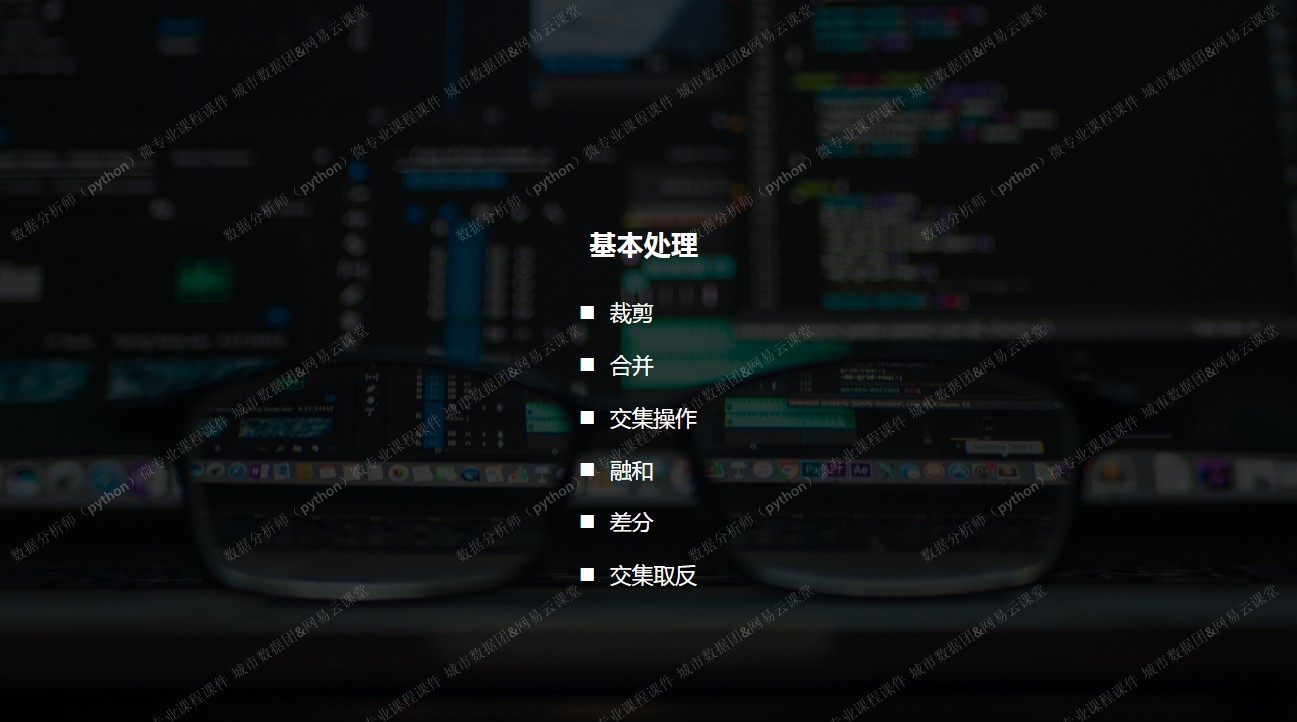 基本处理
■ 裁剪
■ 合并
■ 交集操作
■ 融和
■ 差分
■ 交集取反
数据分析师（python）微专业课程课件 城市数据团&网易云课堂